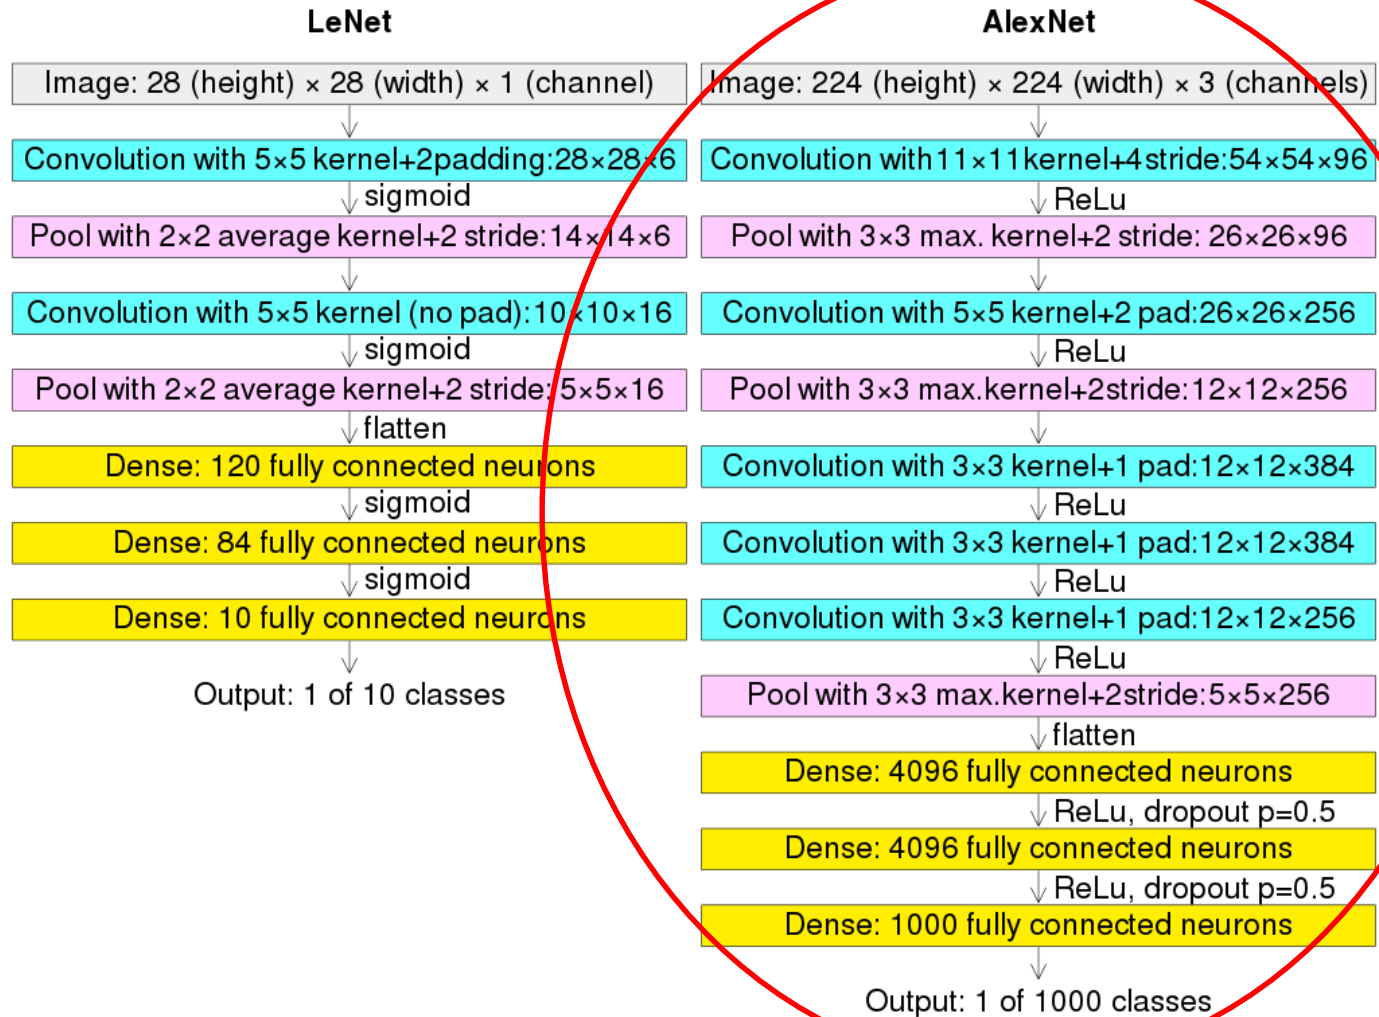 LeNet
Image: 28 (height) × 28 (width) × 1 (channel)
Convolution with 5×5 kernel+2padding:28×28×6
sigmoid
Pool with 2×2 average kernel+2 stride:14×14×6
Convolution with 5×5 kernel (no pad):10×10×16
sigmoid
Pool with 2×2 average kernel+2 stride: 5×5×16
flatten
Dense: 120 fully connected neurons
sigmoid
Dense: 84 fully connected neurons
sigmoid
Dense: 10 fully connected neurons
Output: 1 of 10 classes
AlexNet
Image: 224 (height) × 224 (width) × 3 (channels)
Convolution with11×11kernel+4stride:54×54×96
ReLu
Pool with 3×3 max. kernel+2 stride: 26×26×96
Convolution with 5×5 kernel+2 pad:26×26×256
ReLu
Pool with 3×3 max.kernel+2stride:12×12×256
Convolution with 3×3 kernel+1 pad:12×12×384
ReLu
Convolution with 3×3 kernel+1 pad:12×12×384
ReLu
Convolution with 3×3 kernel+1 pad:12×12×256
ReLu
Pool with 3×3 max.kernel+2stride:5×5×256
flatten
Dense: 4096 fully connected neurons
ReLu, dropout p=0.5
Dense: 4096 fully connected neurons
ReLu, dropout p=0.5
Dense: 1000 fully connected neurons
Output: 1 of 1000 classes